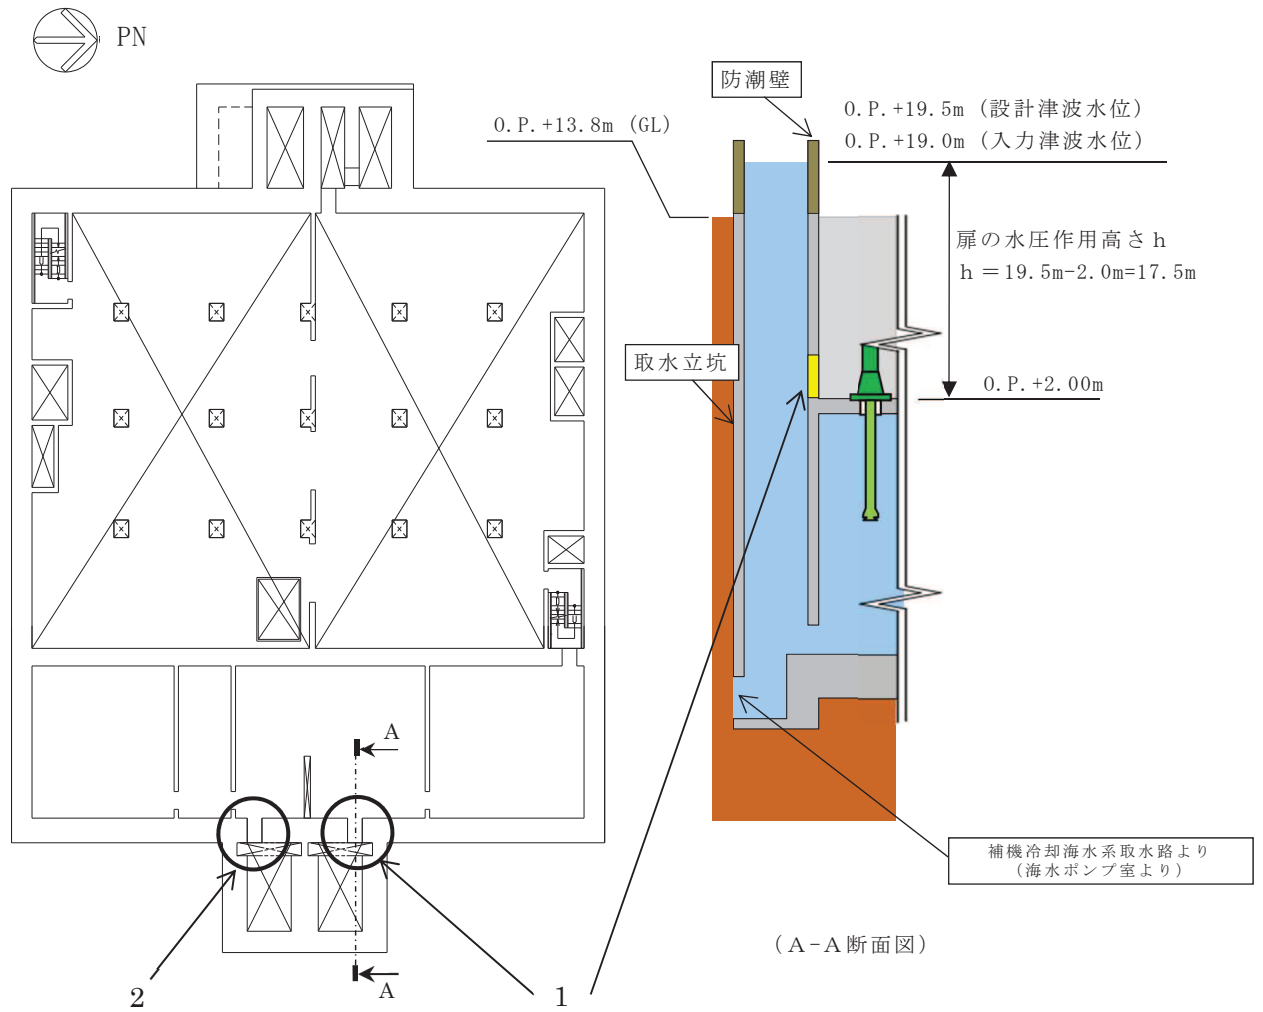 PN
防潮壁
O.P.+19.5m (設計津波水位)
O.P.+19.0m (入力津波水位)
O.P.+13.8m (GL)
扉の水圧作用高さh
h=19.5m-2.0m=17.5m
取水立坑
O.P.+2.00m
A
補機冷却海水系取水路より
(海水ポンプ室より)
(A-A断面図)
A
2
1